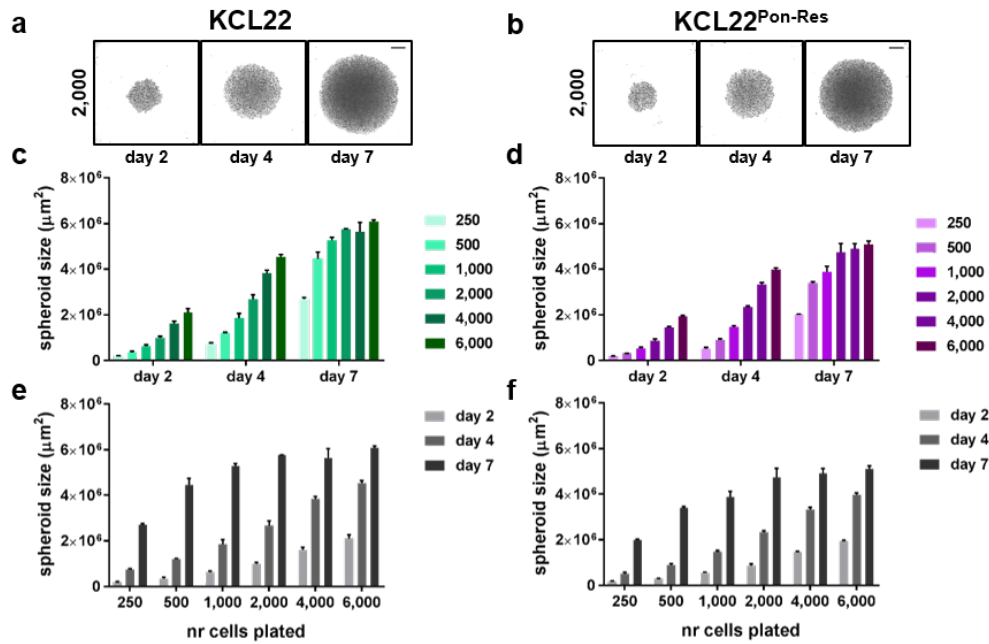 a
KCL22
b
KCL22Pon-Res
2,000
2,000
day 2
day 4
day 7
day 2
day 4
day 7
c
d
spheroid size (μm²)
8×10⁶
6×10⁶
4×10⁶
2×10⁶
0
day 2
day 4
day 7
250
500
1,000
2,000
4,000
6,000
spheroid size (μm²)
8×10⁶
6×10⁶
4×10⁶
2×10⁶
0
day 2
day 4
day 7
250
500
1,000
2,000
4,000
6,000
e
f
spheroid size (μm²)
8×10⁶
6×10⁶
4×10⁶
2×10⁶
0
250
500
1,000
2,000
4,000
6,000
nr cells plated
day 2
day 4
day 7
spheroid size (μm²)
8×10⁶
6×10⁶
4×10⁶
2×10⁶
0
250
500
1,000
2,000
4,000
6,000
nr cells plated
day 2
day 4
day 7